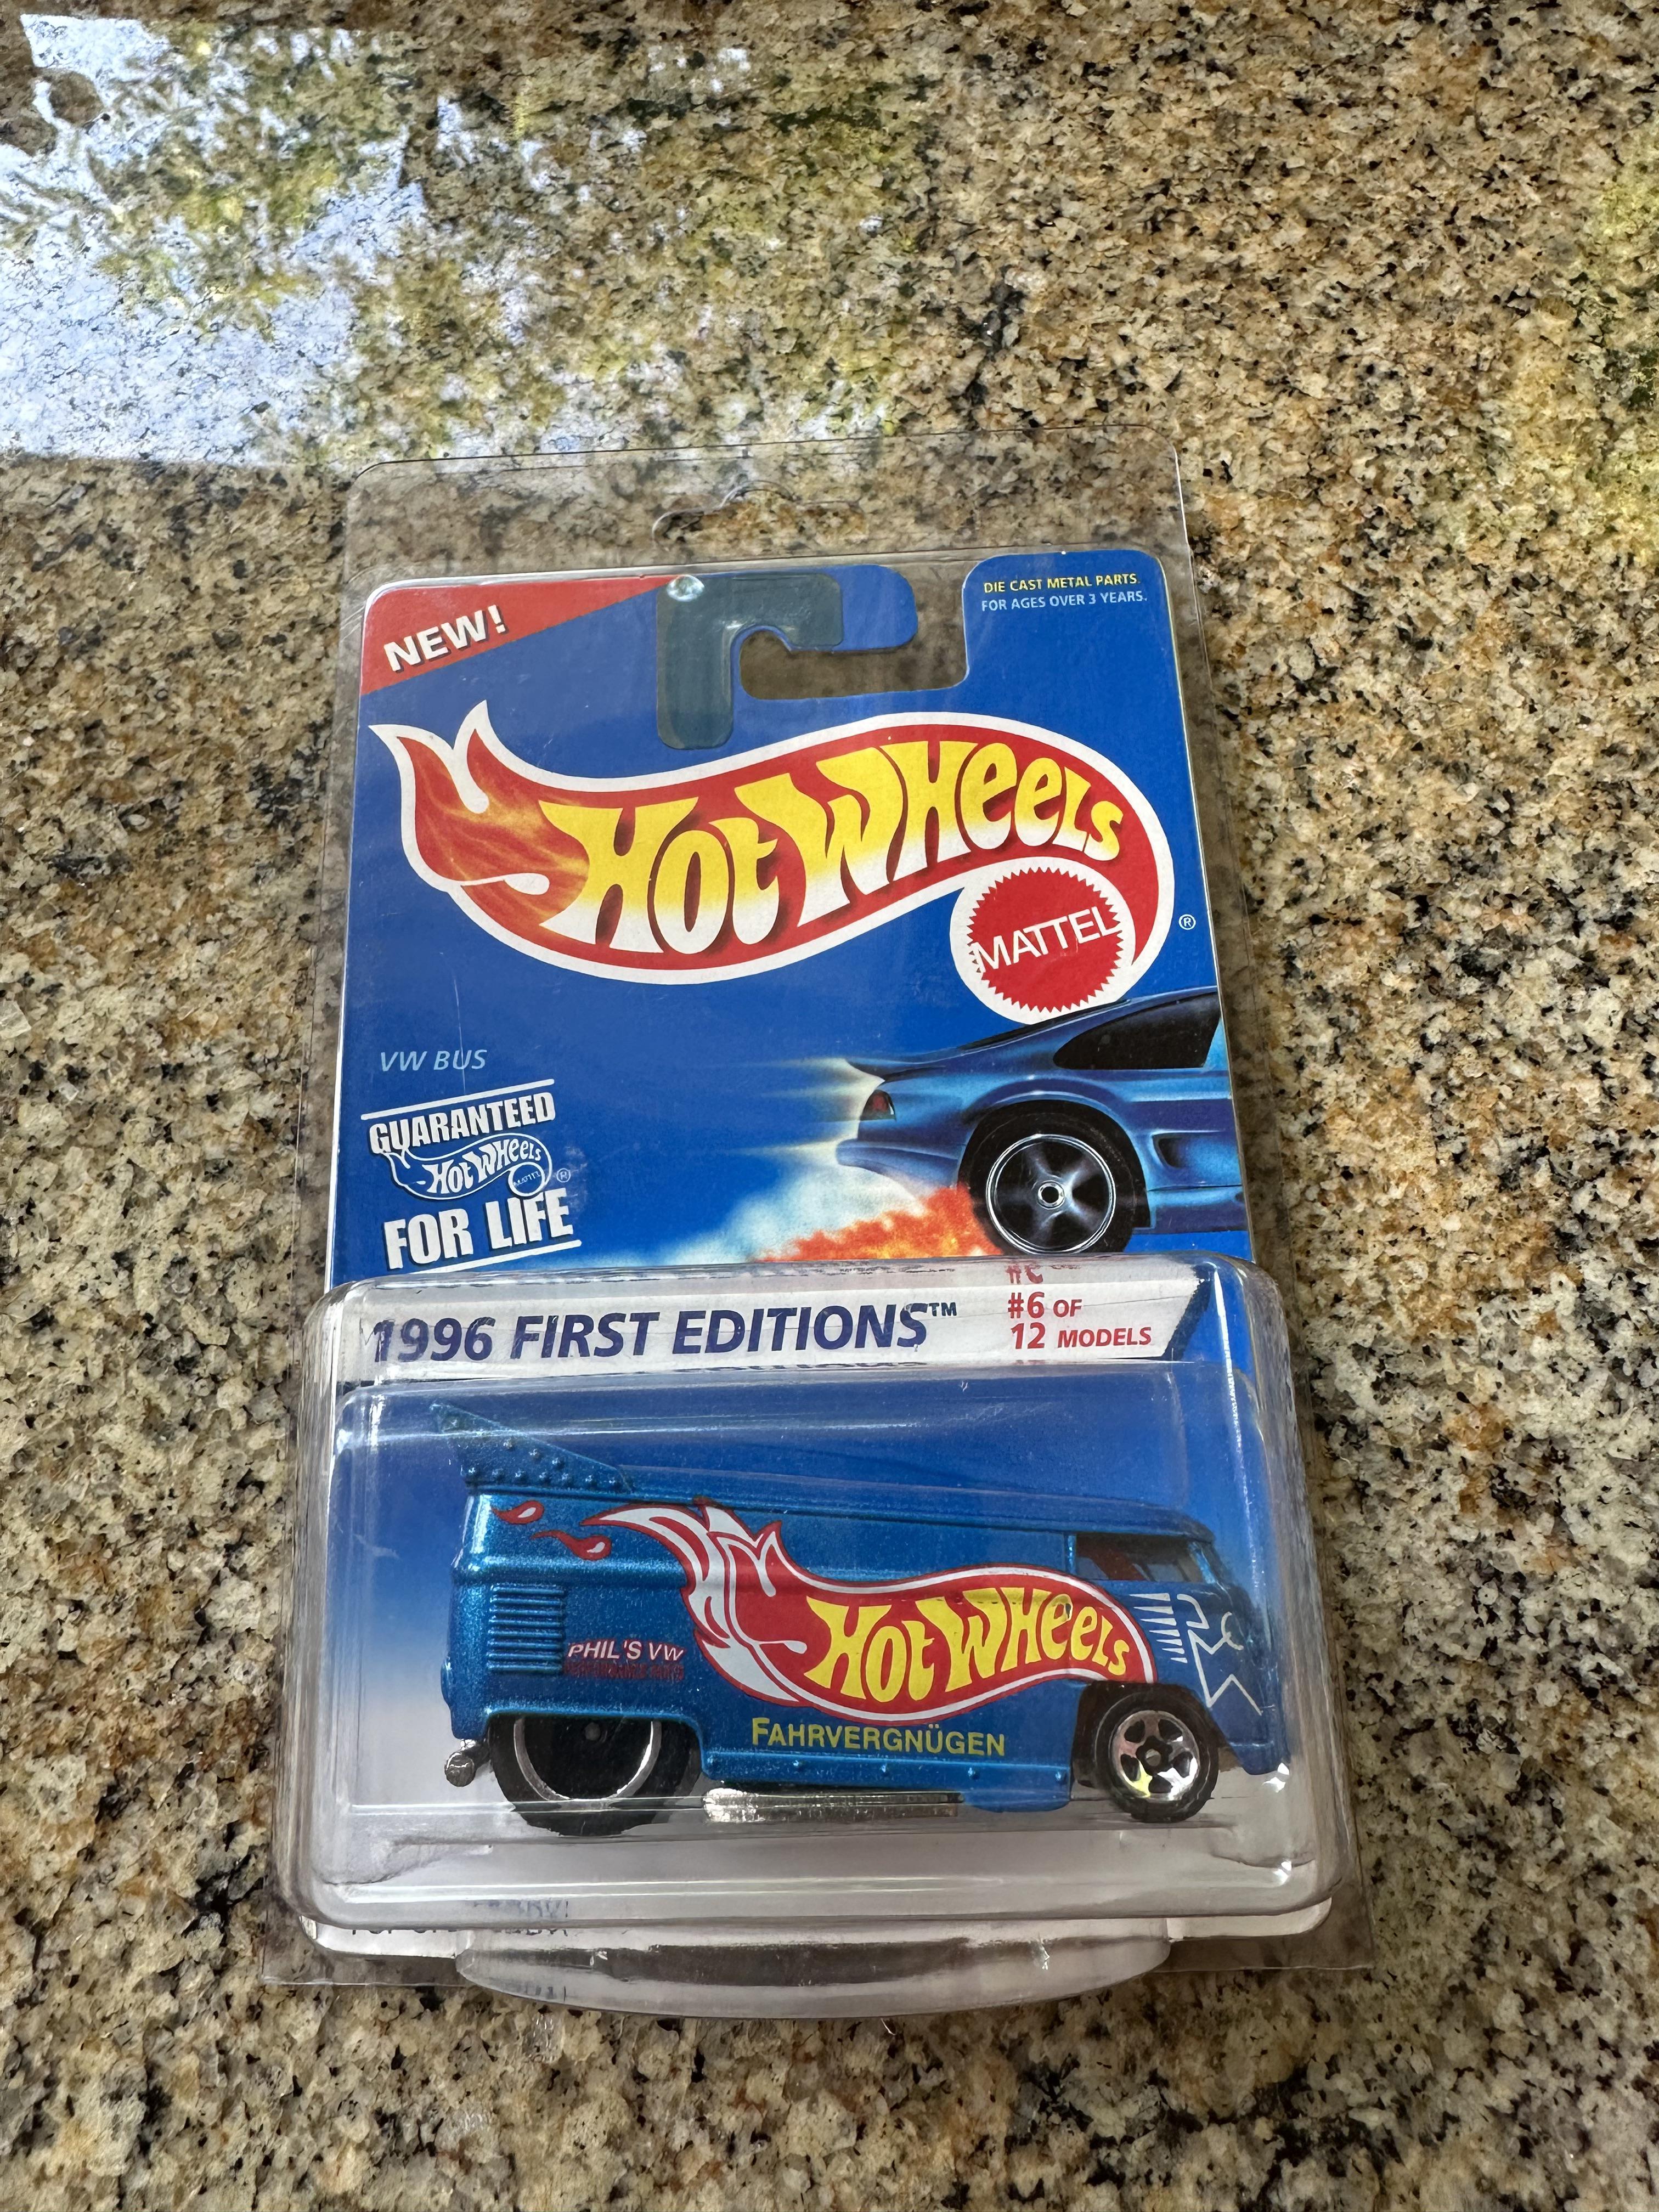 NEW!
DIE CAST METAL PARTS.
FOR AGES OVER 3 YEARS.
HOT WHEELS
MATTEL
®
VW BUS
GUARANTEED
HOT WHEELS
MATTEL
®
FOR LIFE
1996 FIRST EDITIONS™
#6 OF
12 MODELS
HOT WHEELS
PHIL'S VW
FAHRVERGNÜGEN